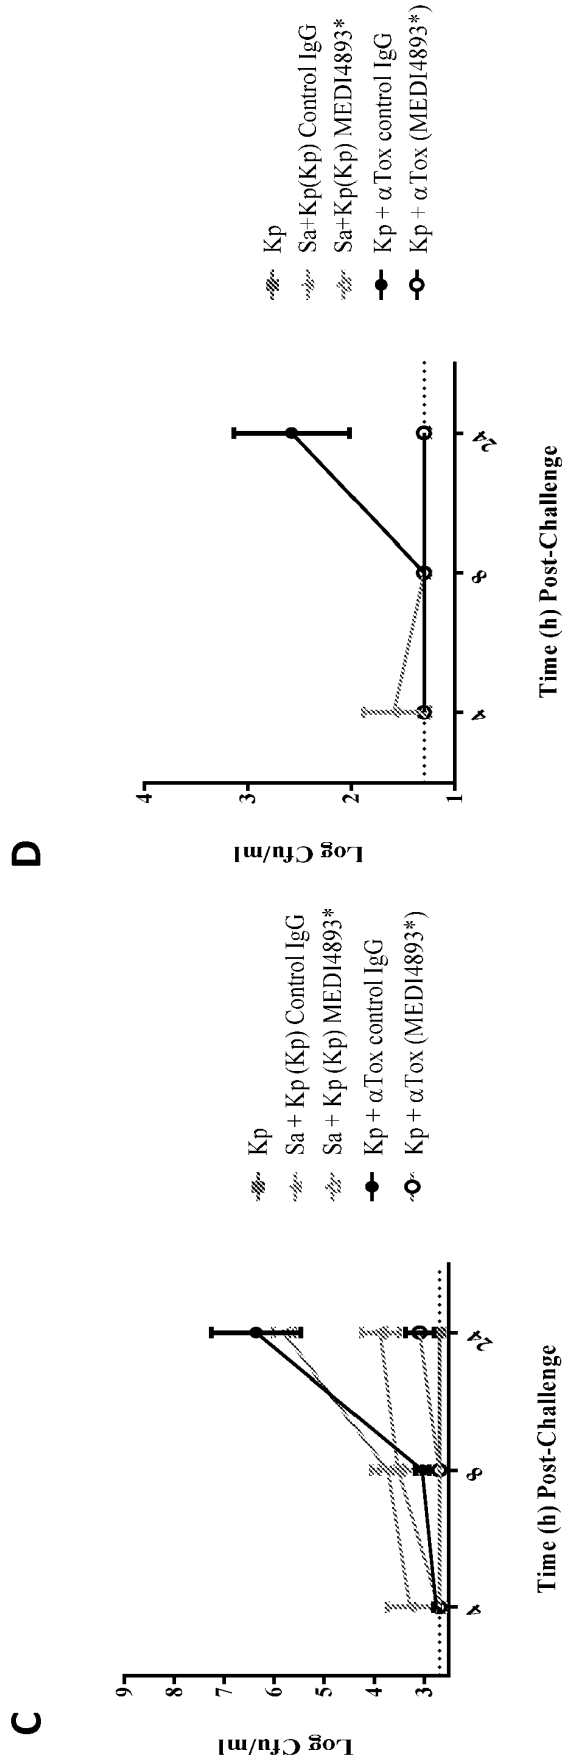 C
Log Cfu/ml
9
8
7
6
5
4
3
4
8
24
Time (h) Post-Challenge
Kp
Sa + Kp (Kp) Control IgG
Sa + Kp (Kp) MEDI4893*
Kp + αTox control IgG
Kp + αTox (MEDI4893*)
D
Log Cfu/ml
4
3
2
1
4
8
24
Time (h) Post-Challenge
Kp
Sa+Kp(Kp) Control IgG
Sa+Kp(Kp) MEDI4893*
Kp + αTox control IgG
Kp + αTox (MEDI4893*)